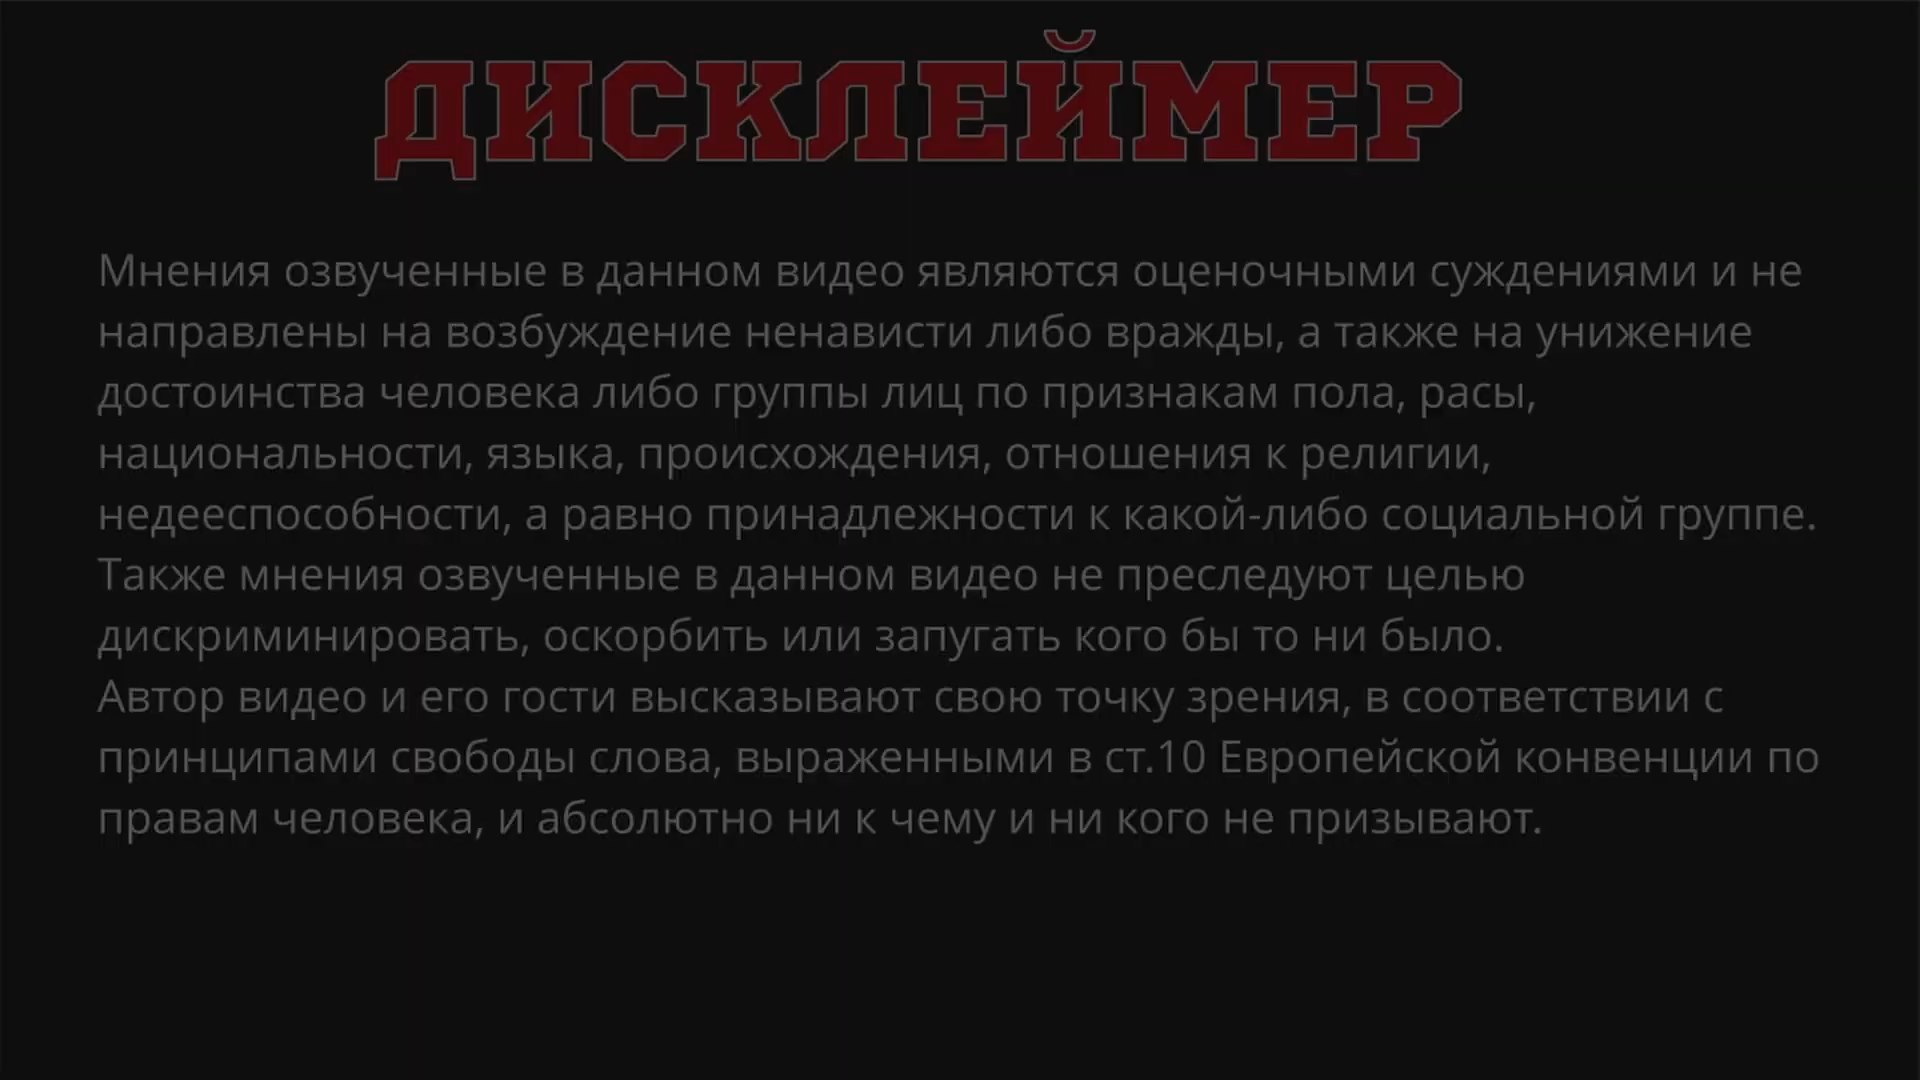 ДИСКЛЕЙМЕР
Мнения озвученные в данном видео являются оценочными суждениями и не
направлены на возбуждение ненависти либо вражды, а также на унижение
достоинства человека либо группы лиц по признакам пола, расы,
национальности, языка, происхождения, отношения к религии,
недееспособности, а равно принадлежности к какой-либо социальной группе.
Также мнения озвученные в данном видео не преследуют целью
дискриминировать, оскорбить или запугать кого бы то ни было.
Автор видео и его гости высказывают свою точку зрения, в соответствии с
принципами свободы слова, выраженными в ст.10 Европейской конвенции по
правам человека, и абсолютно ни к чему и ни кого не призывают.